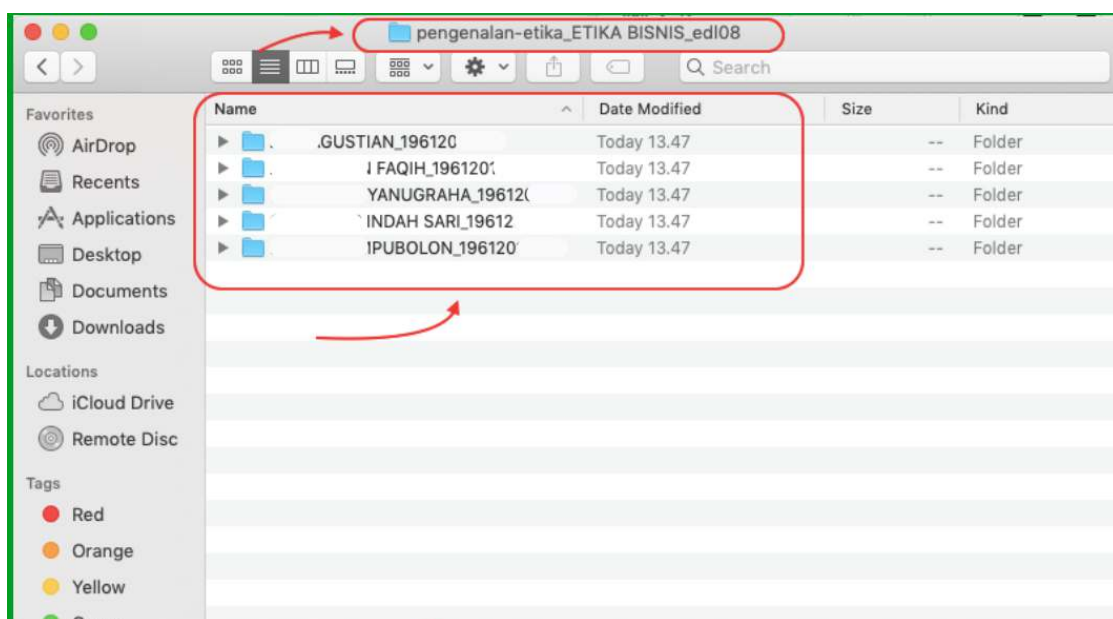 pengenalan-etika_ETIKA BISNIS_edl08
Search
Favorites
AirDrop
Recents
Applications
Desktop
Documents
Downloads
Locations
iCloud Drive
Remote Disc
Tags
Red
Orange
Yellow
Name Date Modified Size Kind
Today 13.47 -- Folder
FAQIH_196120 Today 13.47 -- Folder
YANUGRAHA_19612 Today 13.47 -- Folder
INDAH SARI_19612 Today 13.47 -- Folder
Today 13.47 -- Folder